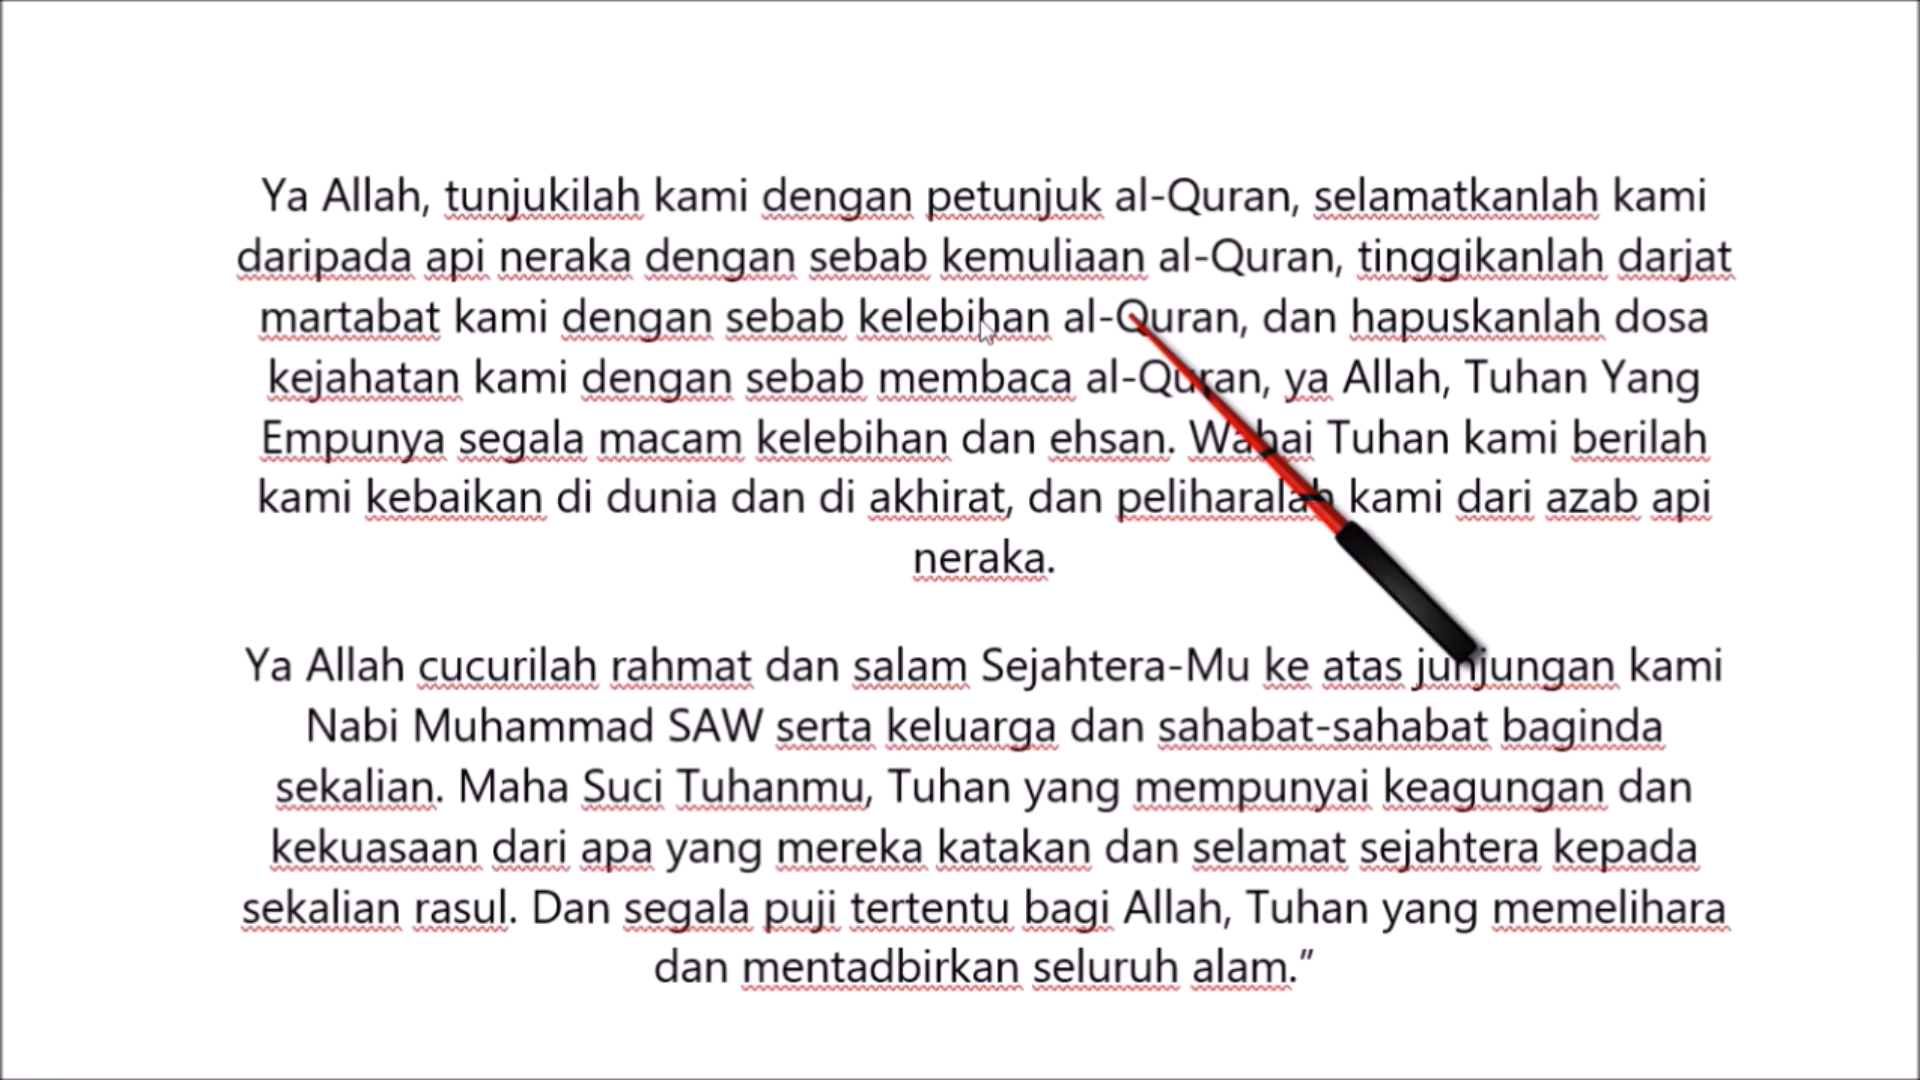 Ya Allah, tunjukilah kami dengan petunjuk al-Quran, selamatkanlah kami
daripada api neraka dengan sebab kemuliaan al-Quran, tinggikanlah darjat
martabat kami dengan sebab kelebihan al-Quran, dan hapuskanlah dosa
kejahatan kami dengan sebab membaca al-Quran, ya Allah, Tuhan Yang
Empunya segala macam kelebihan dan ehsan. Wahai Tuhan kami berilah
kami kebaikan di dunia dan di akhirat, dan peliharalah kami dari azab api
neraka.
Ya Allah cucurilah rahmat dan salam Sejahtera-Mu ke atas junjungan kami
Nabi Muhammad SAW serta keluarga dan sahabat-sahabat baginda
sekalian. Maha Suci Tuhanmu, Tuhan yang mempunyai keagungan dan
kekuasaan dari apa yang mereka katakan dan selamat sejahtera kepada
sekalian rasul. Dan segala puji tertentu bagi Allah, Tuhan yang memelihara
dan mentadbirkan seluruh alam.”